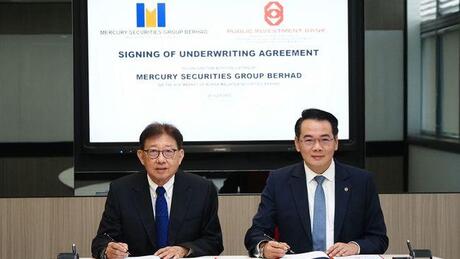 MERCURY SECURITIES GROUP BERHAD
PUBLIC INVESTMENT BANK
SIGNING OF UNDERWRITING AGREEMENT
MERCURY SECURITIES GROUP BERHAD